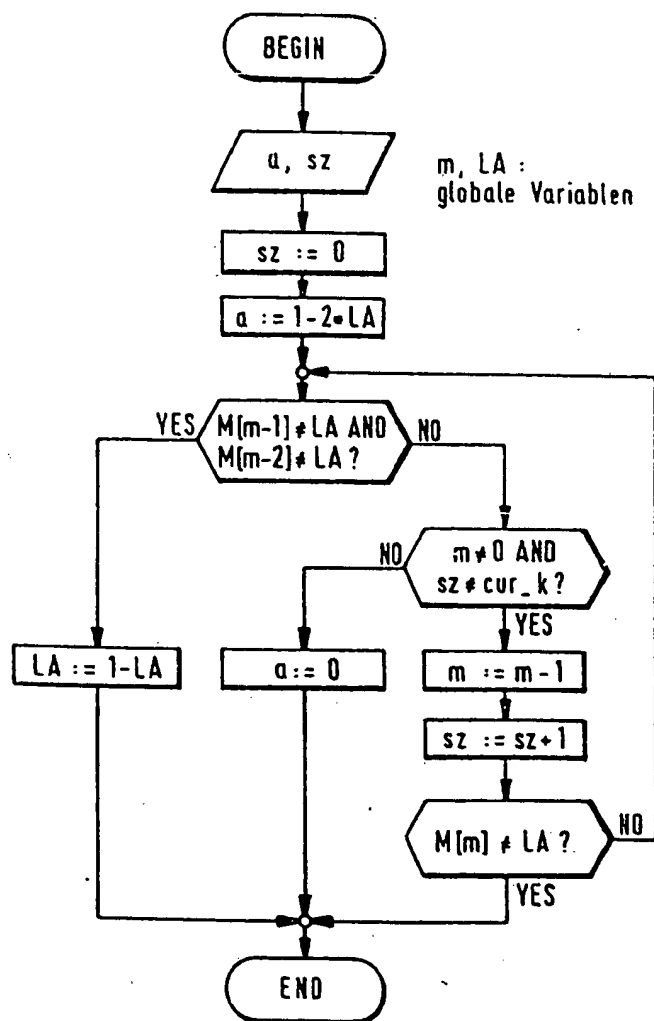 BEGIN
a, sz
m, LA :
globale Variablen
sz := 0
a := 1-2*LA
YES
M[m-1] ≠ LA AND
M[m-2] ≠ LA ?
NO
NO
m ≠ 0 AND
sz ≠ cur_k ?
YES
LA := 1-LA
a := 0
m := m-1
sz := sz+1
M[m] ≠ LA ?
NO
YES
END